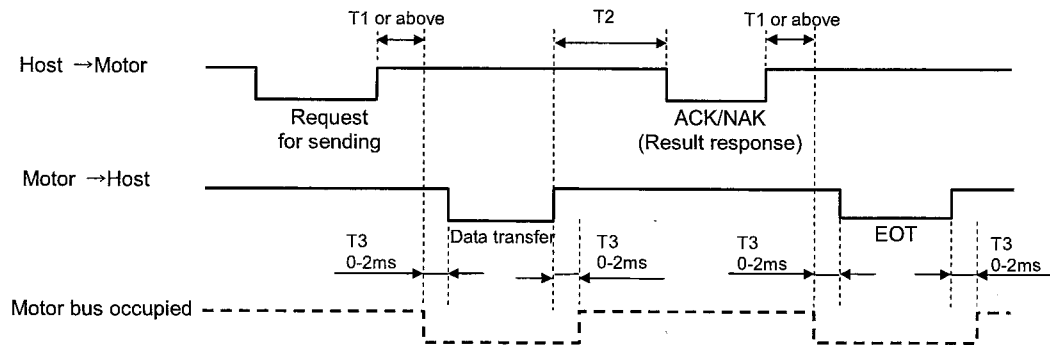 T1 or above
T2
T1 or above
Host →Motor
Request
for sending
ACK/NAK
(Result response)
Motor →Host
Data transfer
EOT
T3
0-2ms
T3
0-2ms
T3
0-2ms
T3
0-2ms
Motor bus occupied